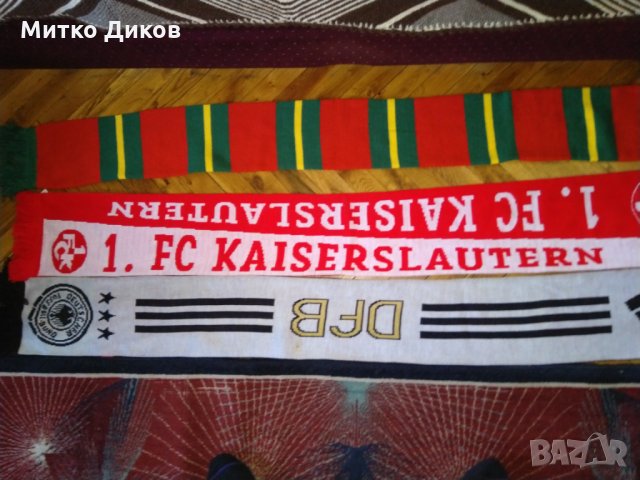 Митко Диков
1. FC KAISERSLAUTERN
1. FC KAISERSLAUTERN
DFB
BAZAR